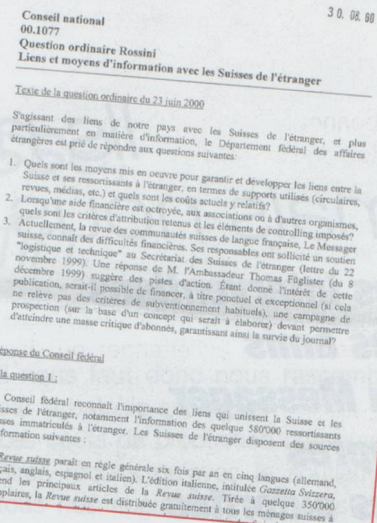 30. 08. 00
Conseil national
00.1077
Question ordinaire Rossini
Liens et moyens d'information avec les Suisses de l'étranger
Texte de la question ordinaire du 23 juin 2000
S'agissant des liens de notre pays avec les Suisses de l'étranger, et plus
particulièrement en matière d'information, le Département fédéral des affaires
étrangères est prié de répondre aux questions suivantes:
1. Quels sont les moyens mis en oeuvre pour garantir et développer les liens entre la
Suisse et ses ressortissants à l'étranger, en termes de supports utilisés (circulaires,
revues, médias, etc.) et quels sont les coûts actuels y relatifs?
2. Lorsqu'une aide financière est octroyée, aux associations ou à d'autres organismes,
quels sont les critères d'attribution retenus et les éléments de controlling imposés?
3. Actuellement, la revue des communautés suisses de langue française, Le Messager
suisse, connaît des difficultés financières. Ses responsables ont sollicité un soutien
"logistique et technique" au Secrétariat des Suisses de l'étranger (lettre du 22
novembre 1999). Une réponse de M. l'Ambassadeur Thomas Füglister (du 8
décembre 1999) suggère des pistes d'action. Étant donné l'intérêt de cette
publication, serait-il possible de financer, à titre ponctuel et exceptionnel (si cela
ne relève pas des critères de subventionnement habituels), une campagne de
prospection (sur la base d'un concept qui serait à élaborer) devant permettre
d'atteindre une masse critique d'abonnés, garantissant ainsi la survie du journal?
éponse du Conseil fédéral
la question 1 :
Conseil fédéral reconnaît l'importance des liens qui unissent la Suisse et les
isses de l'étranger, notamment l'information des quelque 580'000 ressortissants
sses immatriculés à l'étranger. Les Suisses de l'étranger disposent des sources
formation suivantes :
Revue suisse paraît en règle générale six fois par an en cinq langues (allemand,
çais, anglais, espagnol et italien). L'édition italienne, intitulée Gazzetta Svizzera,
end les principaux articles de la Revue suisse. Tirée à quelque 350'000
plaires, la Revue suisse est distribuée gratuitement à tous les ménages suisses à